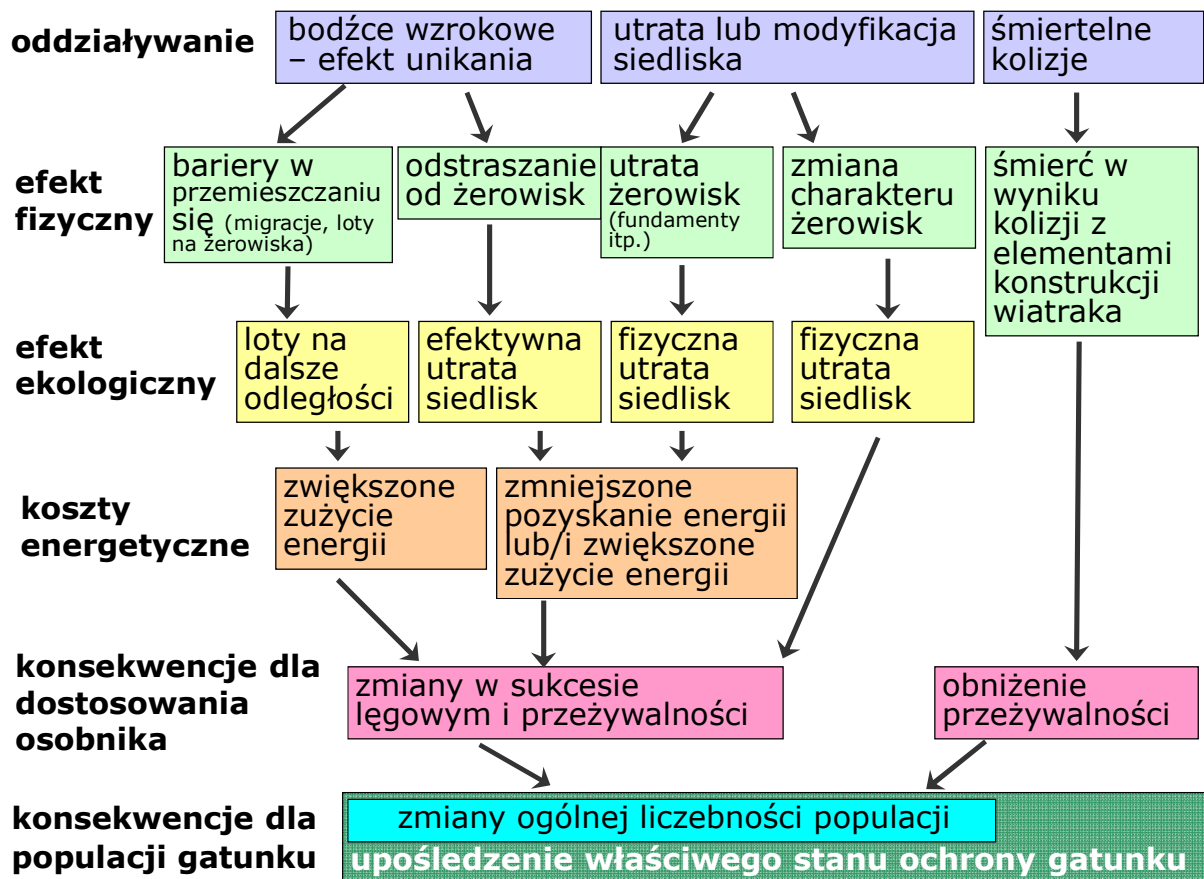 oddziaływanie
bodźce wzrokowe
– efekt unikania
utrata lub modyfikacja
siedliska
śmiertelne
kolizje
efekt
fizyczny
bariery w
przemieszczaniu
się (migracje, loty
na żerowiska)
odstraszanie
od żerowisk
utrata
żerowisk
(fundamenty
itp.)
zmiana
charakteru
żerowisk
śmierć w
wyniku
kolizji z
elementami
konstrukcji
wiatraka
efekt
ekologiczny
loty na
dalsze
odległości
efektywna
utrata
siedlisk
fizyczna
utrata
siedlisk
fizyczna
utrata
siedlisk
koszty
energetyczne
zwiększone
zużycie
energii
zmniejszone
pozyskanie energii
lub/i zwiększone
zużycie energii
konsekwencje dla
dostosowania
osobnika
zmiany w sukcesie
lęgowym i przeżywalności
obniżenie
przeżywalności
konsekwencje dla
populacji gatunku
zmiany ogólnej liczebności populacji
upośledzenie właściwego stanu ochrony gatunku